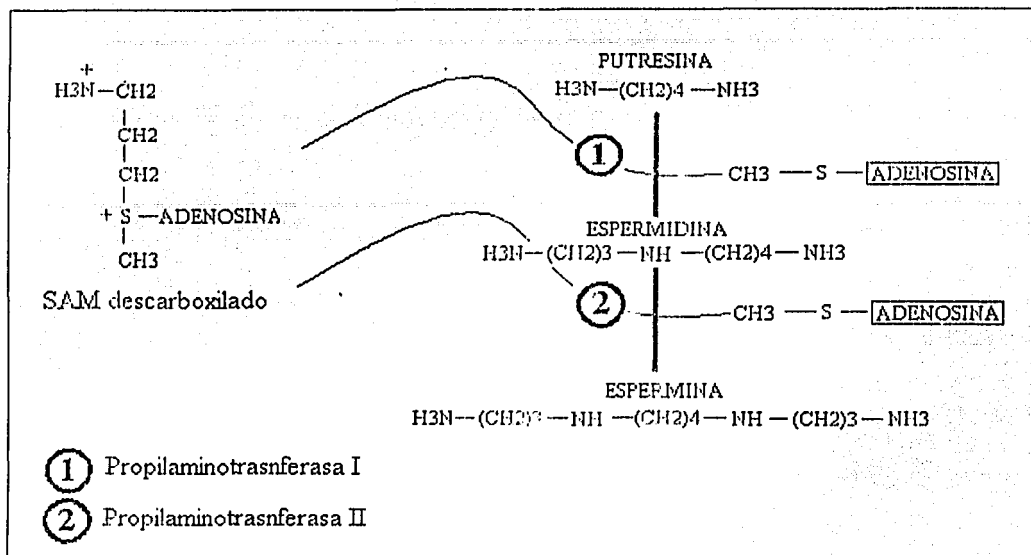 +
H3N—CH2
CH2
CH2
+ S—ADENOSINA
CH3
SAM descarboxilado
PUTRESINA
H3N—(CH2)4—NH3
1
CH3—S—ADENOSINA
ESPERMIDINA
H3N—(CH2)3—NH—(CH2)4—NH3
2
CH3—S—ADENOSINA
ESPERMINA
H3N—(CH2)3—NH—(CH2)4—NH—(CH2)3—NH3
1 Propilaminotrasnferasa I
2 Propilaminotrasnferasa II